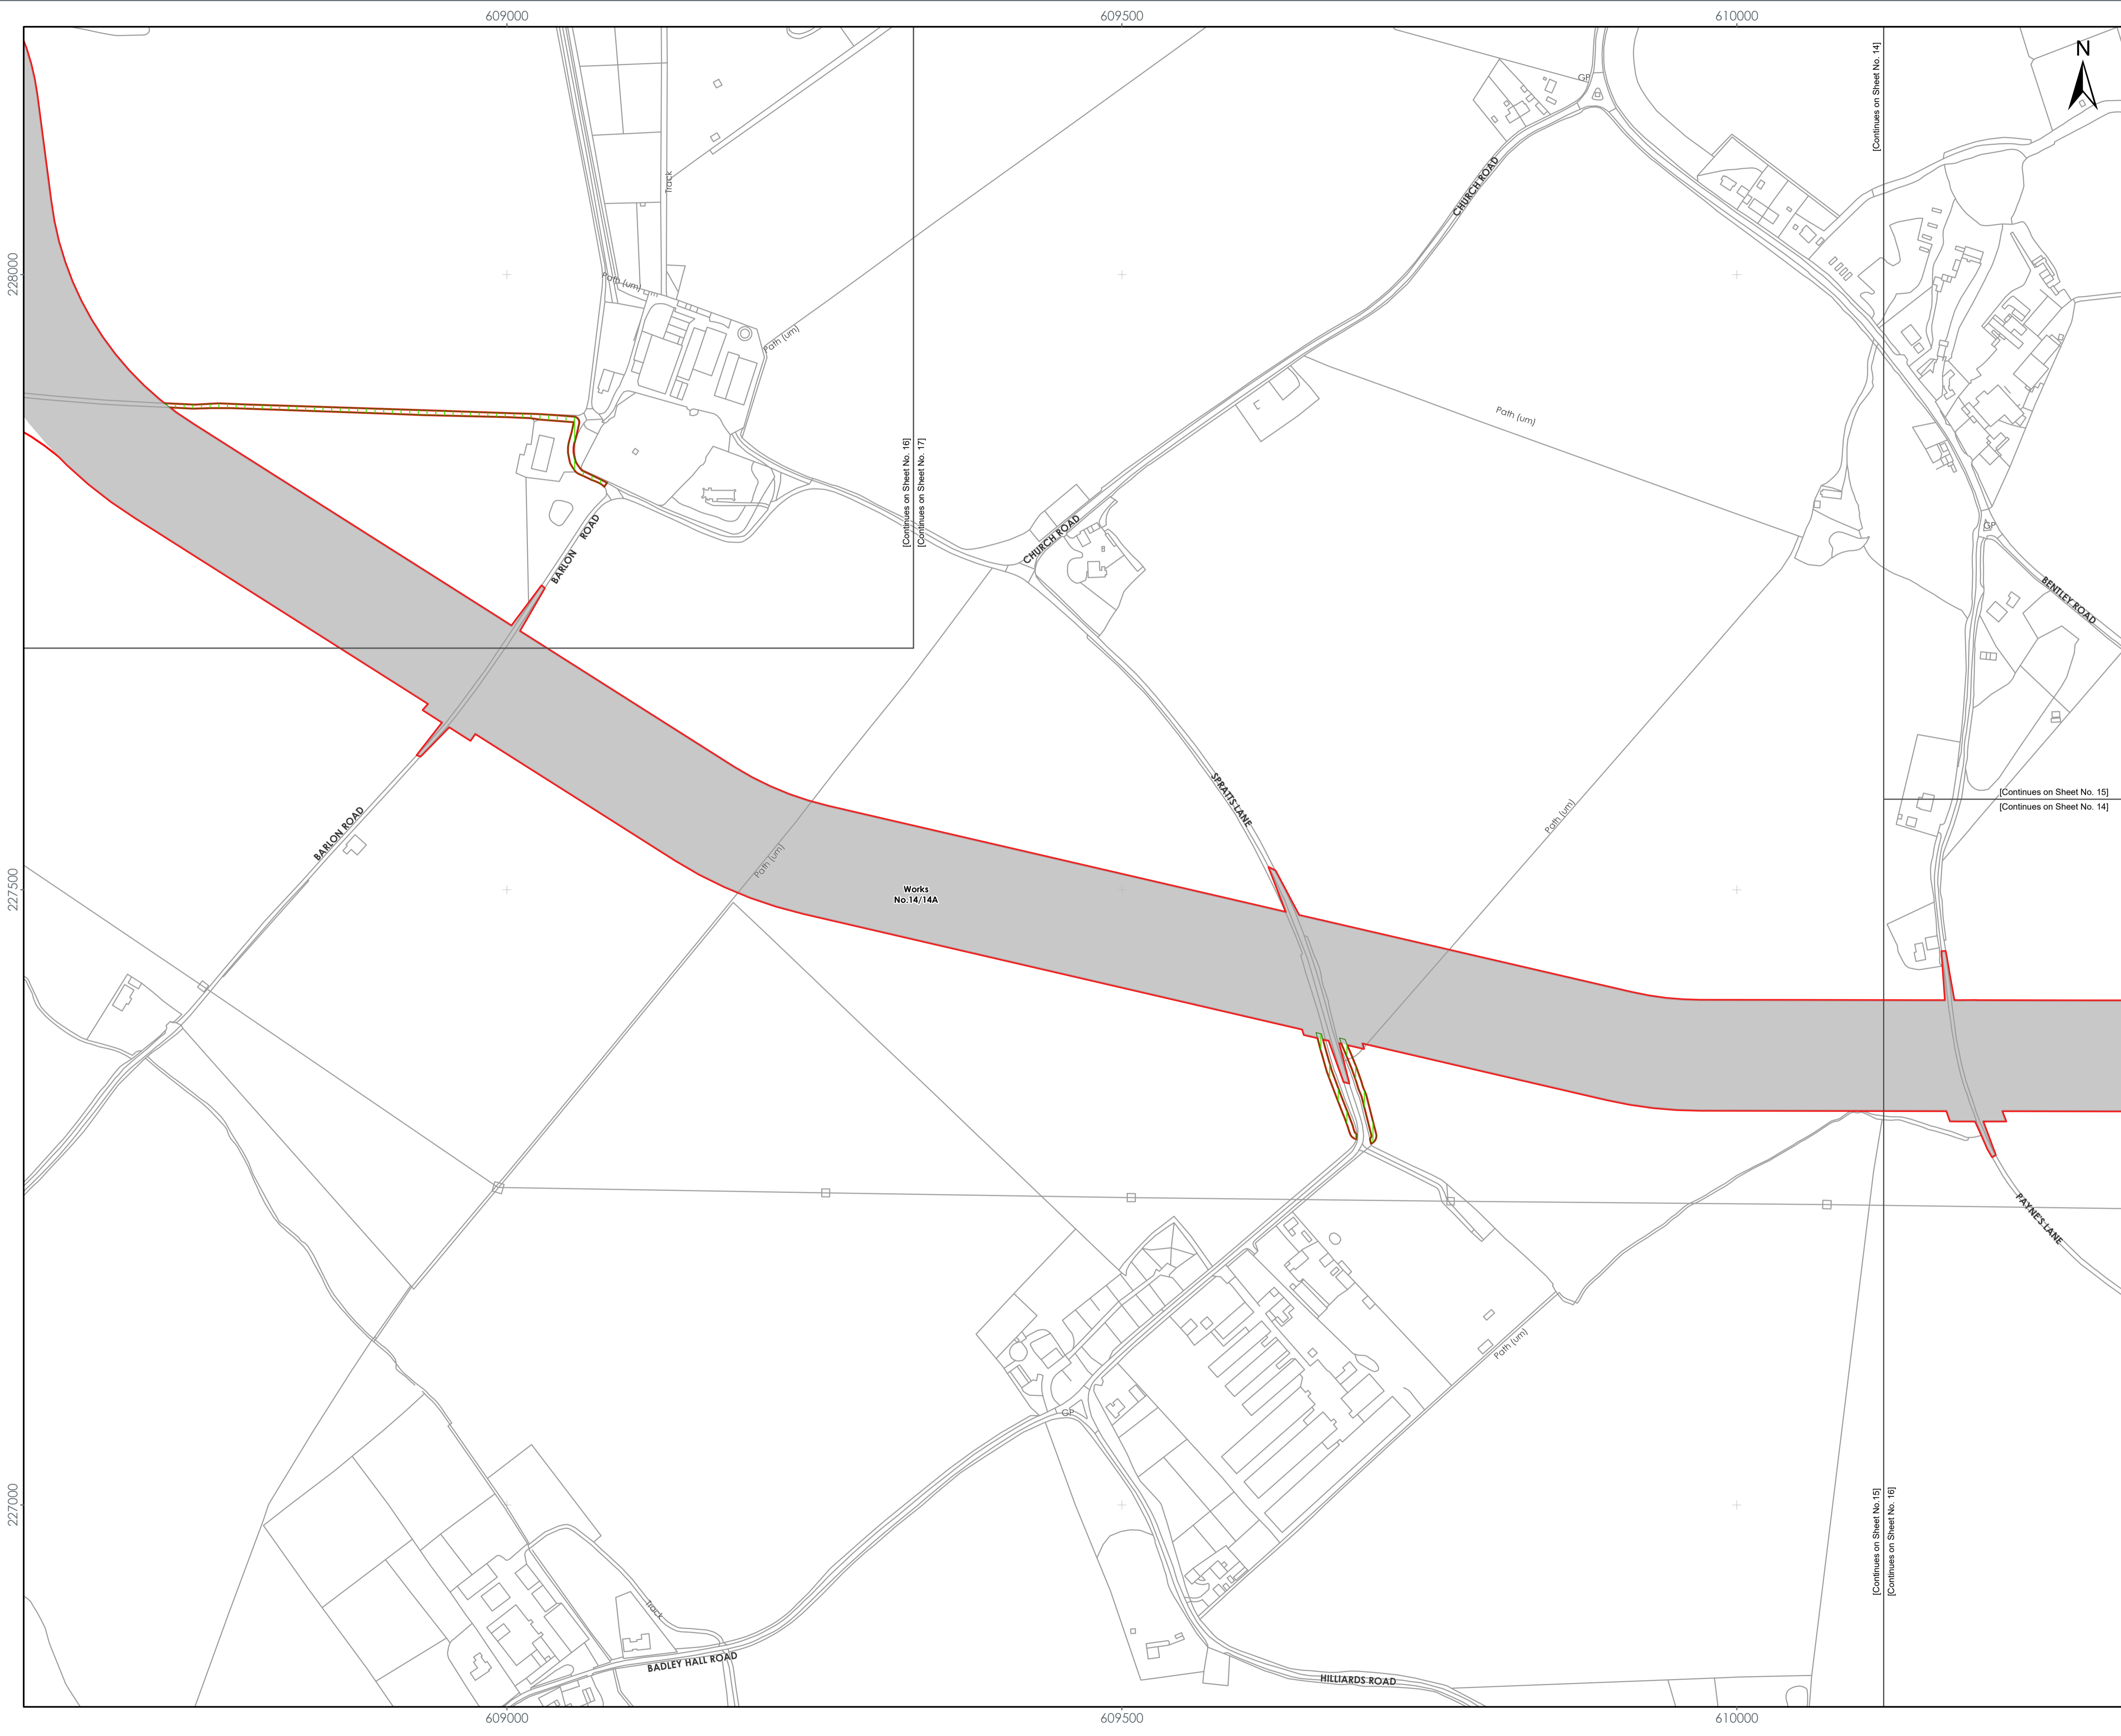 609000
609500
610000
N
[Continues on Sheet No. 14]
GP
CHURCH ROAD
Track
228000
Path (um)
Path (um)
Path (um)
[Continues on Sheet No. 16]
[Continues on Sheet No. 17]
BARLON ROAD
CHURCH ROAD
GP
BENTLEY ROAD
SPRATTS LANE
[Continues on Sheet No. 15]
[Continues on Sheet No. 14]
BARLON ROAD
Path (um)
Path (um)
227500
Works
No.14/14A
PAYNE'S LANE
Path (um)
GP
227000
[Continues on Sheet No.15]
[Continues on Sheet No. 16]
Track
BADLEY HALL ROAD
HILLIARDS ROAD
609000
609500
610000